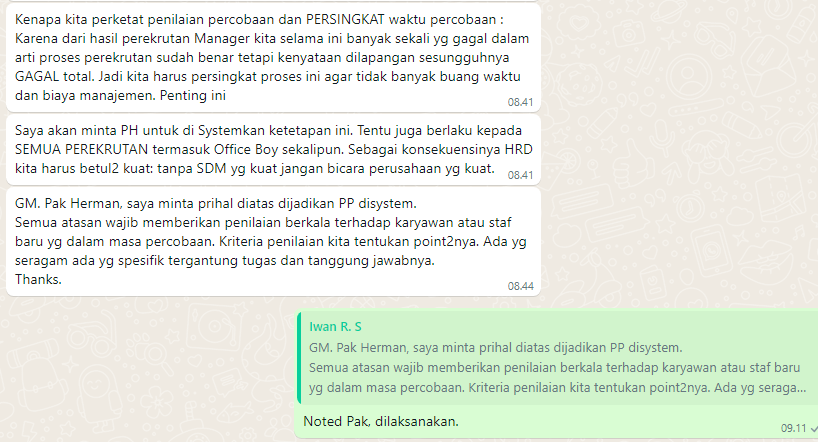 Kenapa kita perketat penilaian percobaan dan PERSINGKAT waktu percobaan :
Karena dari hasil perekrutan Manager kita selama ini banyak sekali yg gagal dalam
arti proses perekrutan sudah benar tetapi kenyataan dilapangan sesungguhnya
GAGAL total. Jadi kita harus persingkat proses ini agar tidak banyak buang waktu
dan biaya manajemen. Penting ini
08.41
Saya akan minta PH untuk di Systemkan ketetapan ini. Tentu juga berlaku kepada
SEMUA PEREKRUTAN termasuk Office Boy sekalipun. Sebagai konsekuensinya HRD
kita harus betul2 kuat: tanpa SDM yg kuat jangan bicara perusahaan yg kuat.
08.41
GM. Pak Herman, saya minta prihal diatas dijadikan PP disystem.
Semua atasan wajib memberikan penilaian berkala terhadap karyawan atau staf
baru yg dalam masa percobaan. Kriteria penilaian kita tentukan point2nya. Ada yg
seragam ada yg spesifik tergantung tugas dan tanggung jawabnya.
Thanks.
08.44
Iwan R. S
GM. Pak Herman, saya minta prihal diatas dijadikan PP disystem.
Semua atasan wajib memberikan penilaian berkala terhadap karyawan atau staf baru
yg dalam masa percobaan. Kriteria penilaian kita tentukan point2nya. Ada yg seraga...
Noted Pak, dilaksanakan.
09.11